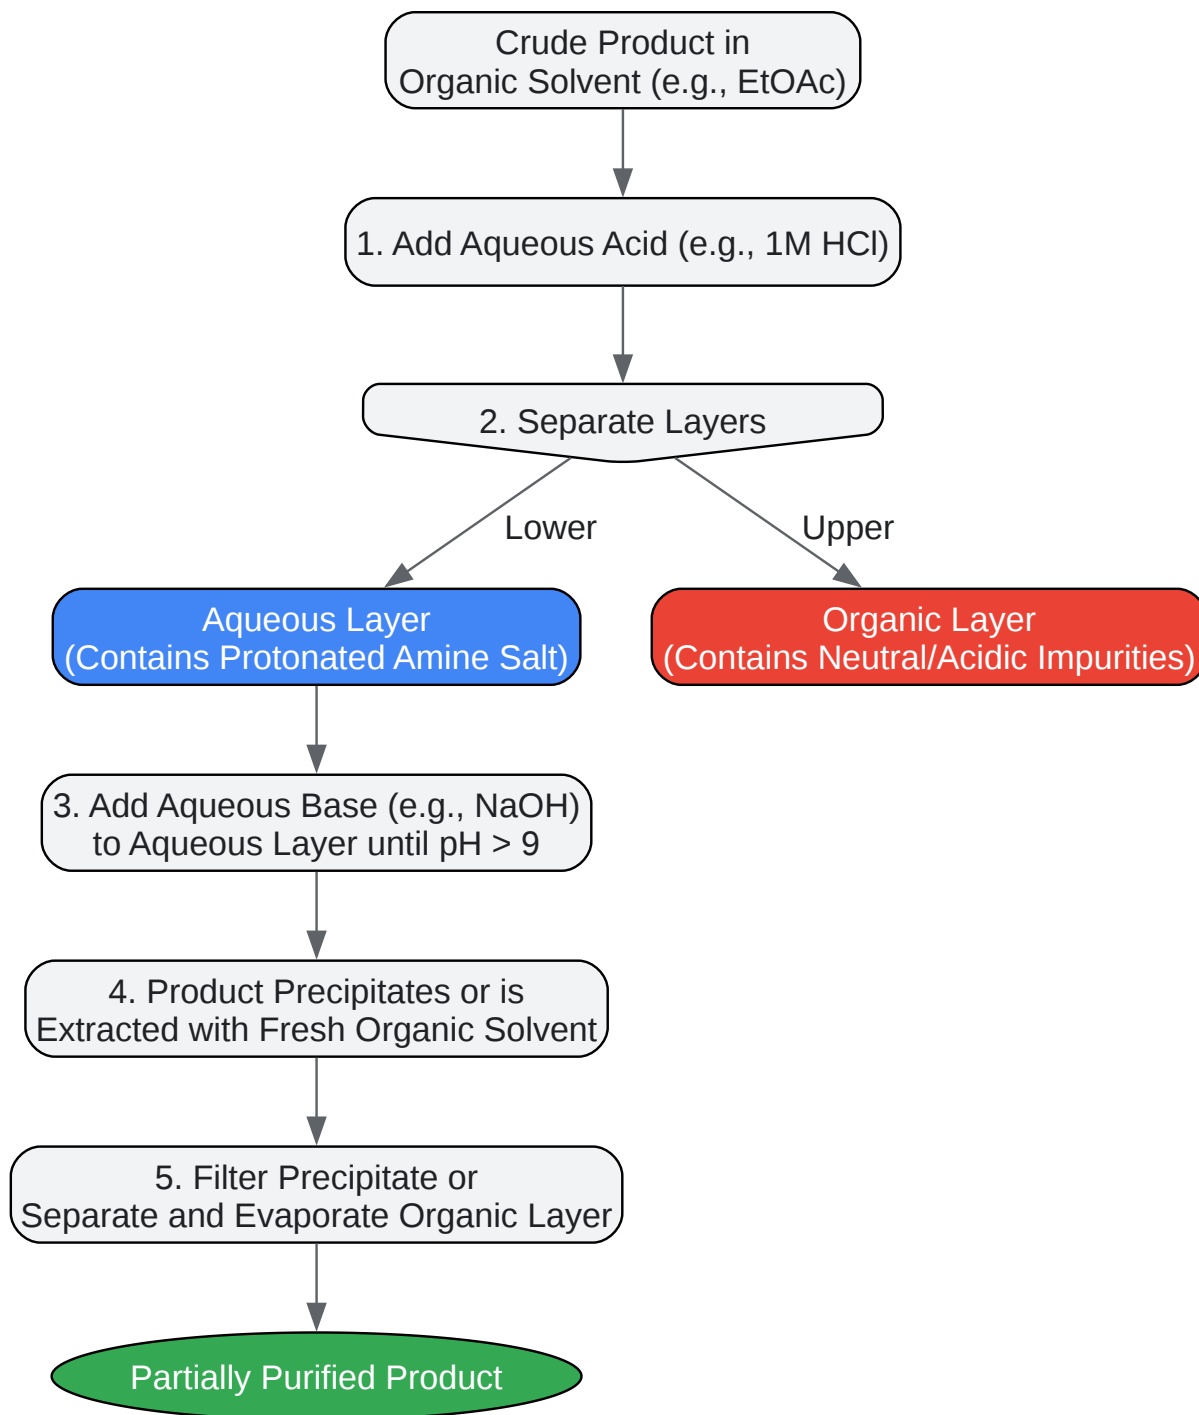 Crude Product in
Organic Solvent (e.g., EtOAc)
1. Add Aqueous Acid (e.g., 1M HCl)
2. Separate Layers
Lower
Upper
Aqueous Layer
(Contains Protonated Amine Salt)
Organic Layer
(Contains Neutral/Acidic Impurities)
3. Add Aqueous Base (e.g., NaOH)
to Aqueous Layer until pH > 9
4. Product Precipitates or is
Extracted with Fresh Organic Solvent
5. Filter Precipitate or
Separate and Evaporate Organic Layer
Partially Purified Product